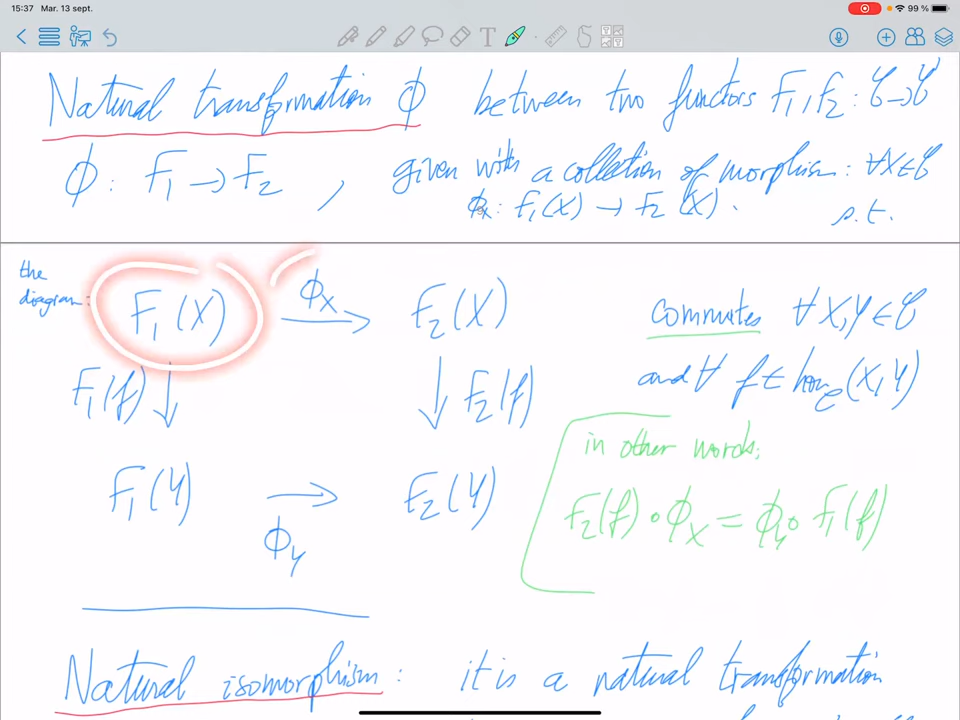 15:37 Mar. 13 sept. 99 %
Natural transformation ϕ between two functors F₁, F₂ : 𝒞 → 𝒞'
ϕ : F₁ → F₂ , given with a collection of morphism : ∀X∈𝒞
ϕₓ : F₁(X) → F₂(X). s.t.
the
diagram: F₁(X) ϕₓ → F₂(X) commutes ∀ X,Y ∈ 𝒞
F₁(f) ↓ ↓ F₂(f) and ∀ f ∈ hom_𝒞(X,Y)
in other words:
F₁(Y) → F₂(Y) F₂(f) ∘ ϕ_X = ϕ_Y ∘ F₁(f)
ϕ_Y
Natural isomorphism : it is a natural transformation